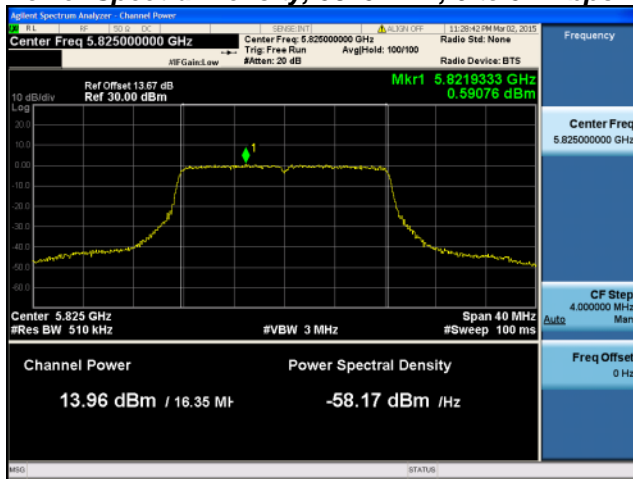 Agilent Spectrum Analyzer - Channel Power
RL RF 50 Ω DC SENSE:INT ALIGN OFF 11:28:42 PM Mar 02, 2015
Center Freq 5.825000000 GHz
Center Freq: 5.825000000 GHz
Radio Std: None
Trig: Free Run Avg|Hold: 100/100
#IFGain:Low
#Atten: 20 dB
Radio Device: BTS
Frequency
Ref Offset 13.67 dB
Mkr1 5.8219333 GHz
10 dB/div Ref 30.00 dBm
0.59076 dBm
Log
20.0
10.0
1
0.00
-10.0
-20.0
-30.0
-40.0
-50.0
-60.0
Center Freq
5.825000000 GHz
Center 5.825 GHz
Span 40 MHz
#Res BW 510 kHz
#VBW 3 MHz
#Sweep 100 ms
CF Step
4.000000 MHz
Auto Man
Channel Power
Power Spectral Density
13.96 dBm / 16.35 MH
-58.17 dBm /Hz
Freq Offset
0 Hz
MSG
STATUS